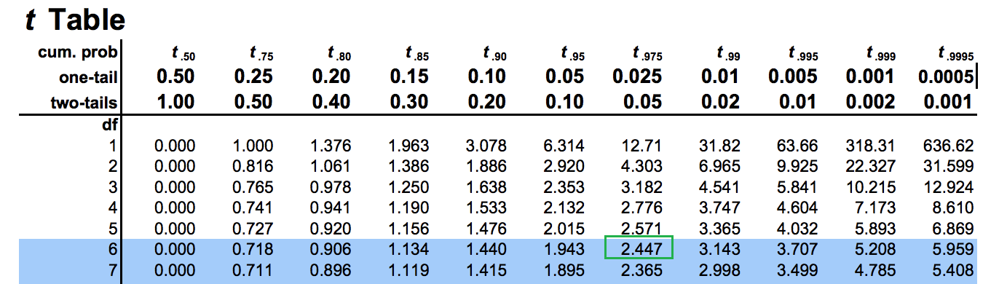 t Table
cum. prob t .50 t .75 t .80 t .85 t .90 t .95 t .975 t .99 t .995 t .999 t .9995
one-tail 0.50 0.25 0.20 0.15 0.10 0.05 0.025 0.01 0.005 0.001 0.0005
two-tails 1.00 0.50 0.40 0.30 0.20 0.10 0.05 0.02 0.01 0.002 0.001
df
1 0.000 1.000 1.376 1.963 3.078 6.314 12.71 31.82 63.66 318.31 636.62
2 0.000 0.816 1.061 1.386 1.886 2.920 4.303 6.965 9.925 22.327 31.599
3 0.000 0.765 0.978 1.250 1.638 2.353 3.182 4.541 5.841 10.215 12.924
4 0.000 0.741 0.941 1.190 1.533 2.132 2.776 3.747 4.604 7.173 8.610
5 0.000 0.727 0.920 1.156 1.476 2.015 2.571 3.365 4.032 5.893 6.869
6 0.000 0.718 0.906 1.134 1.440 1.943 2.447 3.143 3.707 5.208 5.959
7 0.000 0.711 0.896 1.119 1.415 1.895 2.365 2.998 3.499 4.785 5.408